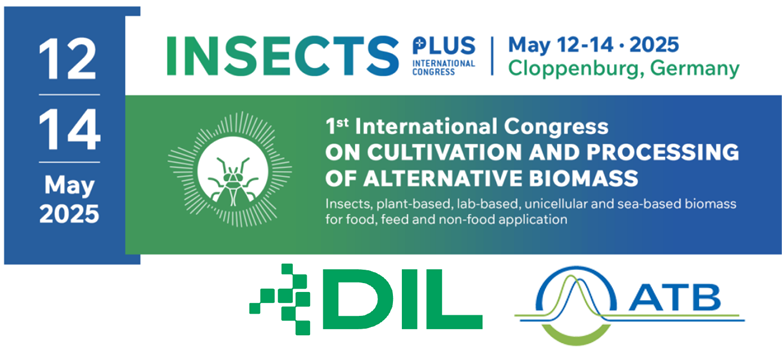 12
14
May
2025
INSECTS PLUS
INTERNATIONAL
CONGRESS
May 12-14 · 2025
Cloppenburg, Germany
1st International Congress
ON CULTIVATION AND PROCESSING
OF ALTERNATIVE BIOMASS
Insects, plant-based, lab-based, unicellular and sea-based biomass
for food, feed and non-food application
DIL
ATB